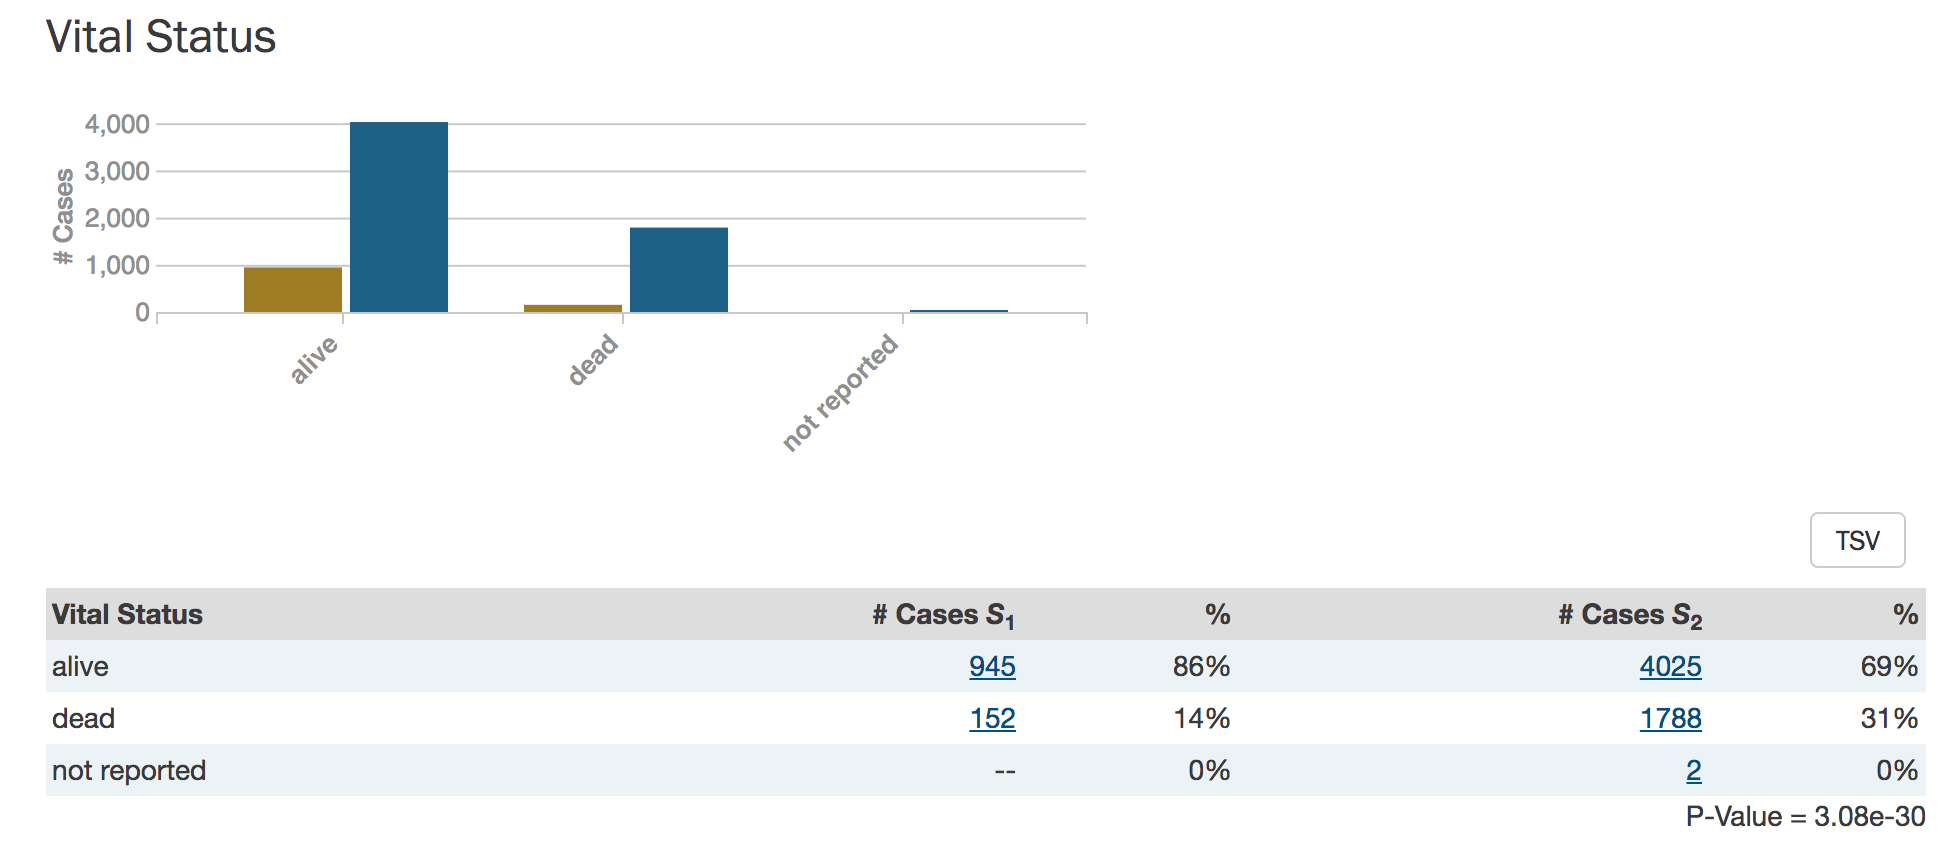 Vital Status
4,000
3,000
2,000
1,000
0
# Cases
alive
dead
not reported
TSV
Vital Status # Cases S1 % # Cases S2 %
alive 945 86% 4025 69%
dead 152 14% 1788 31%
not reported -- 0% 2 0%
P-Value = 3.08e-30